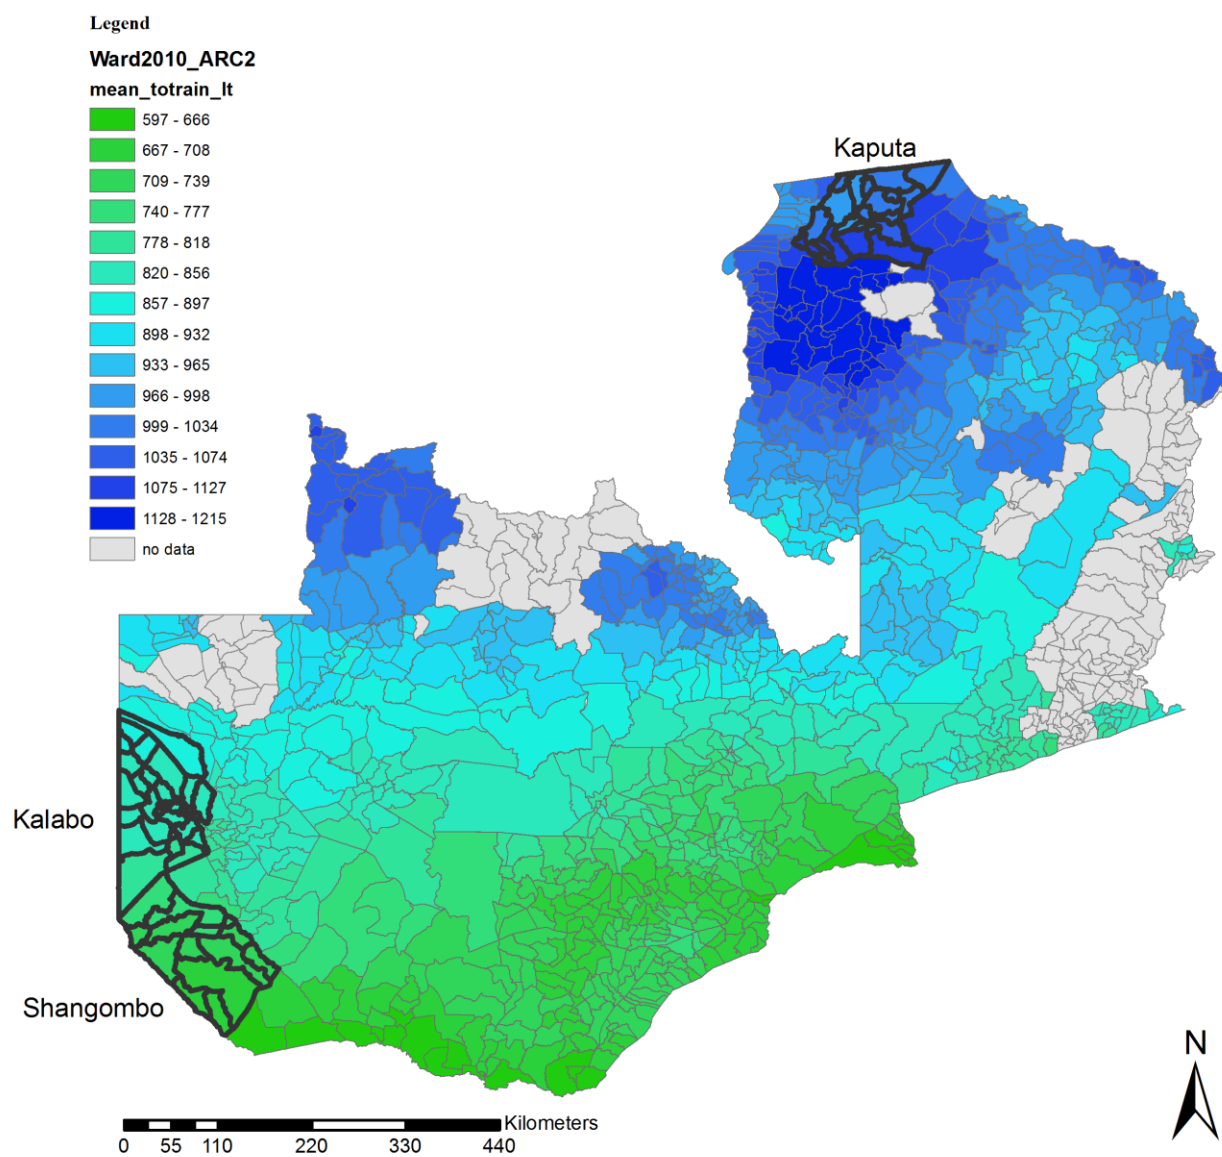 Legend
Ward2010_ARC2
mean_totrain_lt
597 - 666
667 - 708
709 - 739
740 - 777
778 - 818
820 - 856
857 - 897
898 - 932
933 - 965
966 - 998
999 - 1034
1035 - 1074
1075 - 1127
1128 - 1215
no data
Kaputa
Kalabo
Shangombo
N
Kilometers
0 55 110 220 330 440